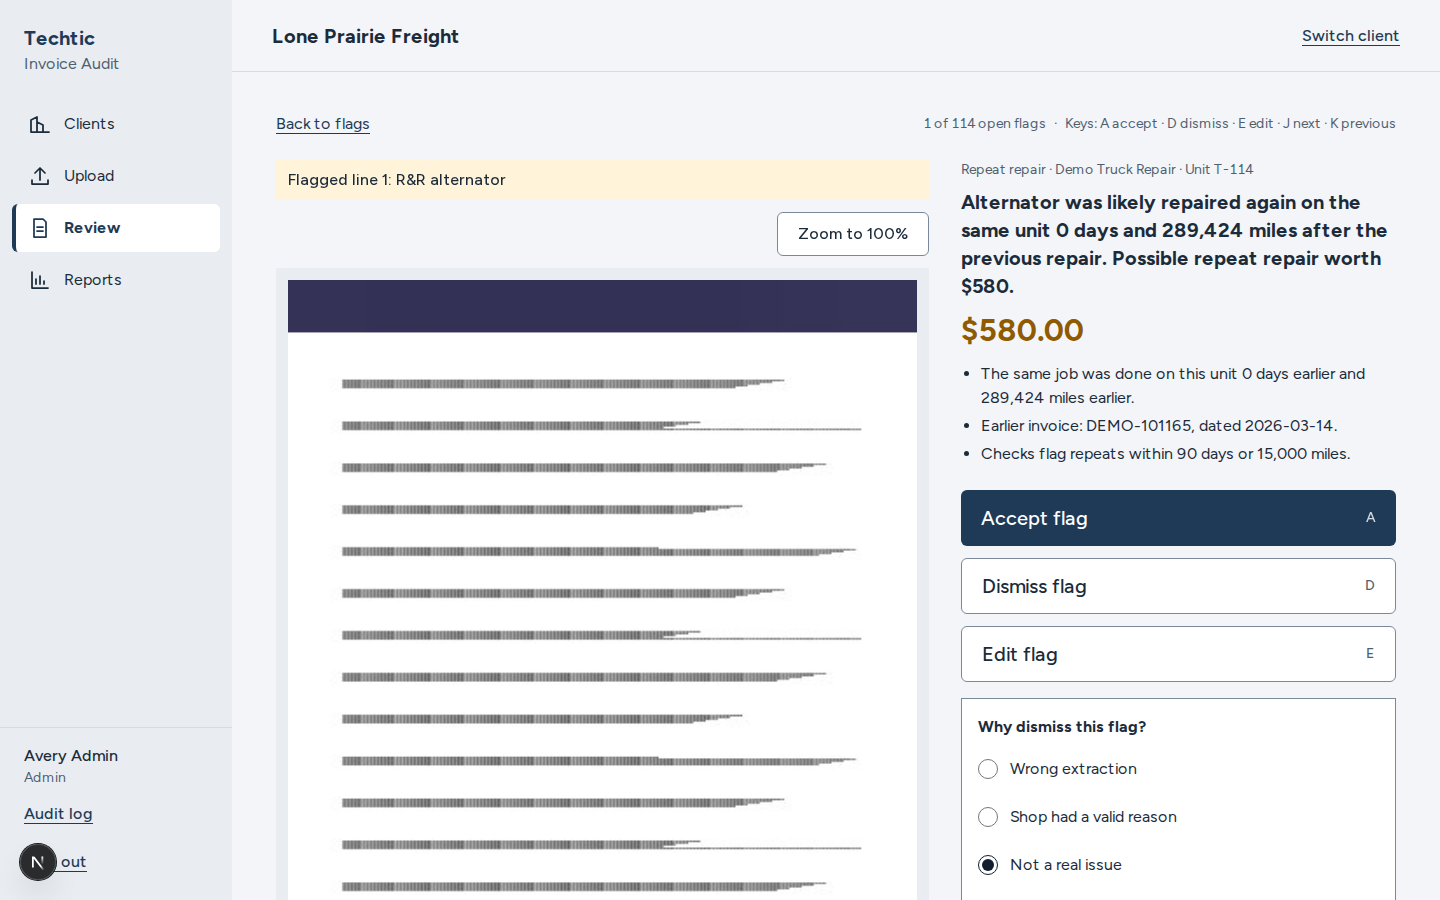 Techtic
Invoice Audit
Clients
Upload
Review
Reports
Avery Admin
Admin
Audit log
N
out
Lone Prairie Freight
Switch client
Back to flags
1 of 114 open flags · Keys: A accept · D dismiss · E edit · J next · K previous
Flagged line 1: R&R alternator
Zoom to 100%
Repeat repair · Demo Truck Repair · Unit T-114
Alternator was likely repaired again on the
same unit 0 days and 289,424 miles after the
previous repair. Possible repeat repair worth
$580.
$580.00
• The same job was done on this unit 0 days earlier and
289,424 miles earlier.
• Earlier invoice: DEMO-101165, dated 2026-03-14.
• Checks flag repeats within 90 days or 15,000 miles.
Accept flag A
Dismiss flag D
Edit flag E
Why dismiss this flag?
Wrong extraction
Shop had a valid reason
Not a real issue